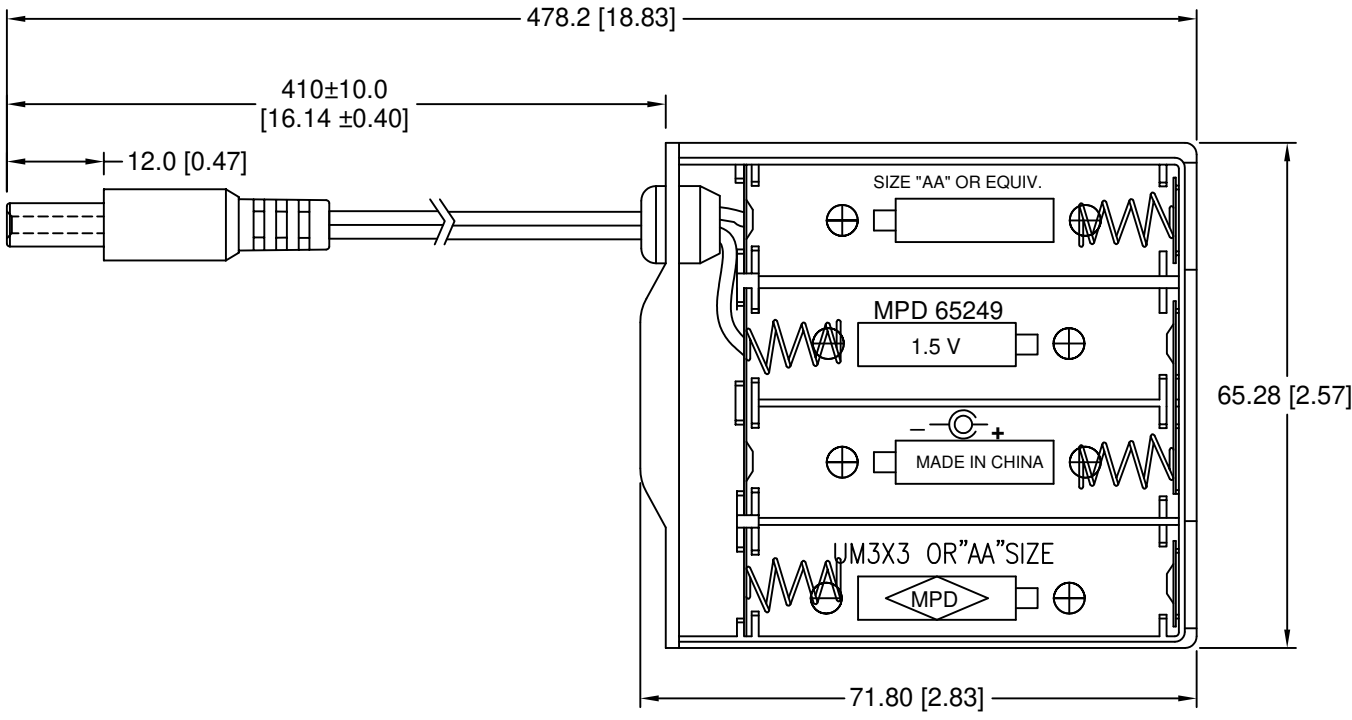 478.2 [18.83]
410±10.0
[16.14 ±0.40]
12.0 [0.47]
SIZE "AA" OR EQUIV.
MPD 65249
1.5 V
65.28 [2.57]
− +
MADE IN CHINA
UM3X3 OR"AA"SIZE
MPD
71.80 [2.83]